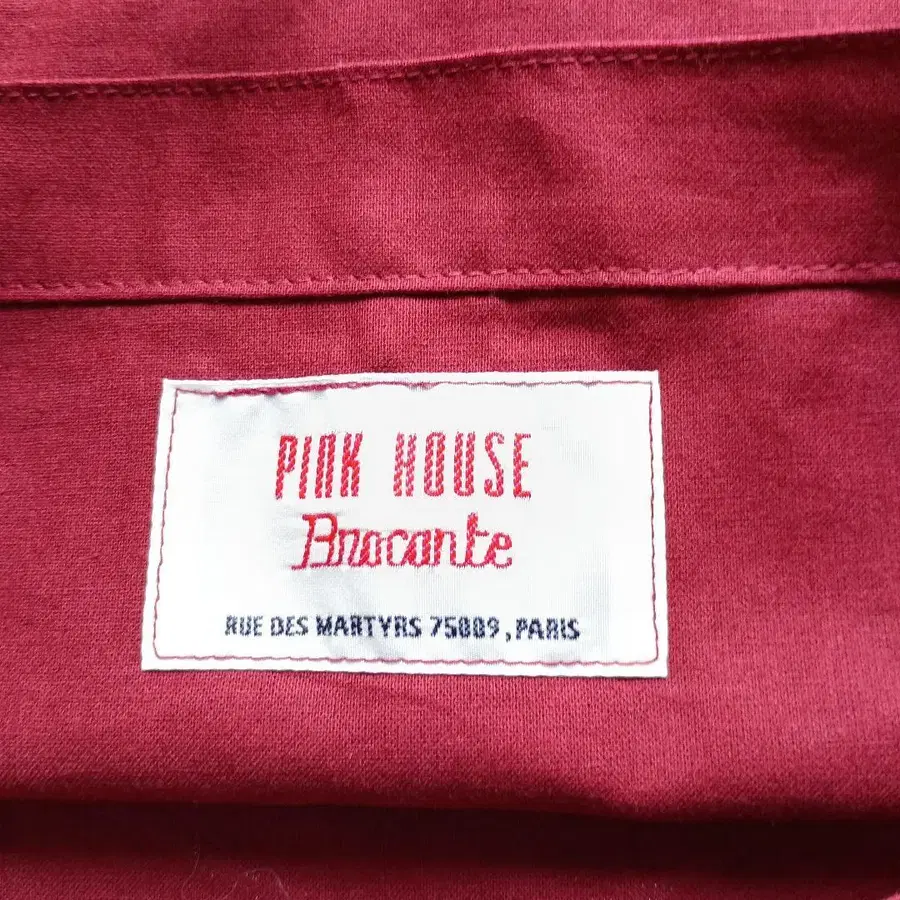 PINK HOUSE
Brocante
RUE DES MARTYRS 75009, PARIS